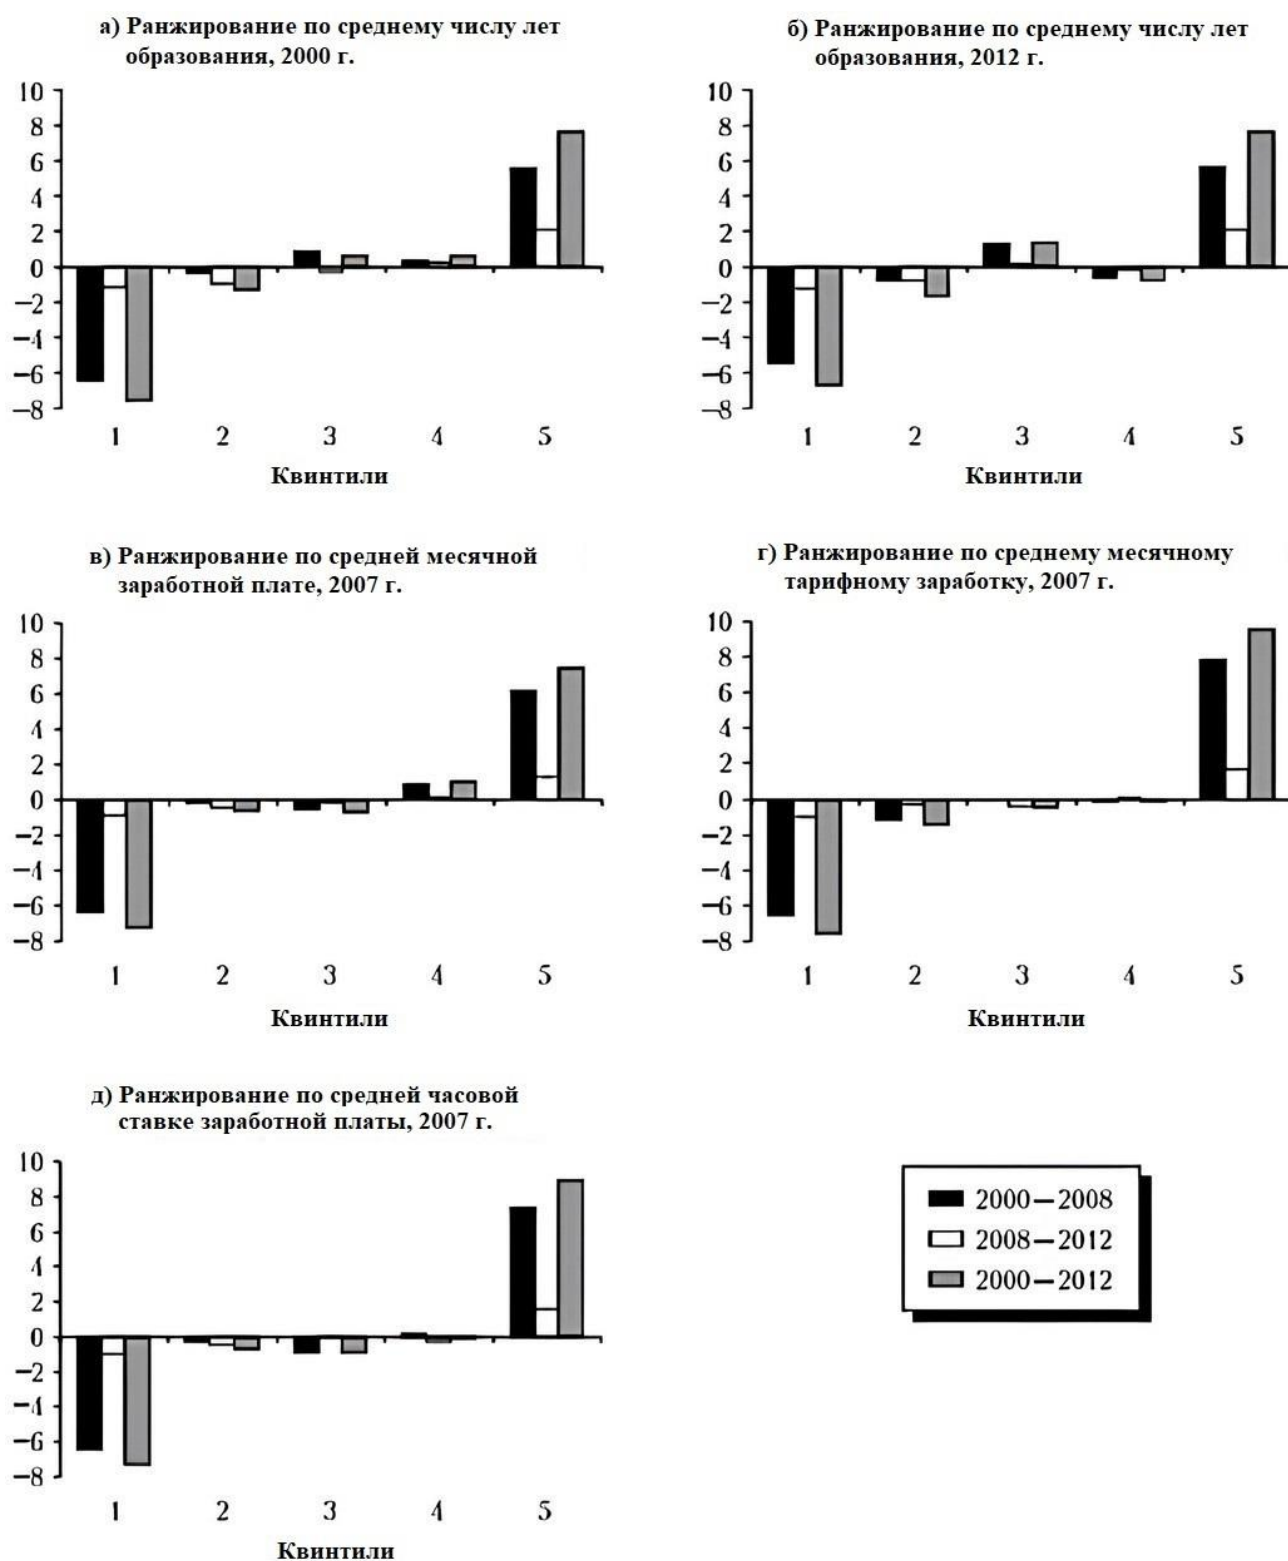 а) Ранжирование по среднему числу лет
образования, 2000 г.
10
8
6
4
2
0
−2
−4
−6
−8
1 2 3 4 5
Квинтили
б) Ранжирование по среднему числу лет
образования, 2012 г.
10
8
6
4
2
0
−2
−4
−6
−8
1 2 3 4 5
Квинтили
в) Ранжирование по средней месячной
заработной плате, 2007 г.
10
8
6
4
2
0
−2
−4
−6
−8
1 2 3 4 5
Квинтили
г) Ранжирование по среднему месячному
тарифному заработку, 2007 г.
10
8
6
4
2
0
−2
−4
−6
−8
1 2 3 4 5
Квинтили
д) Ранжирование по средней часовой
ставке заработной платы, 2007 г.
10
8
6
4
2
0
−2
−4
−6
−8
1 2 3 4 5
Квинтили
2000—2008
2008—2012
2000—2012